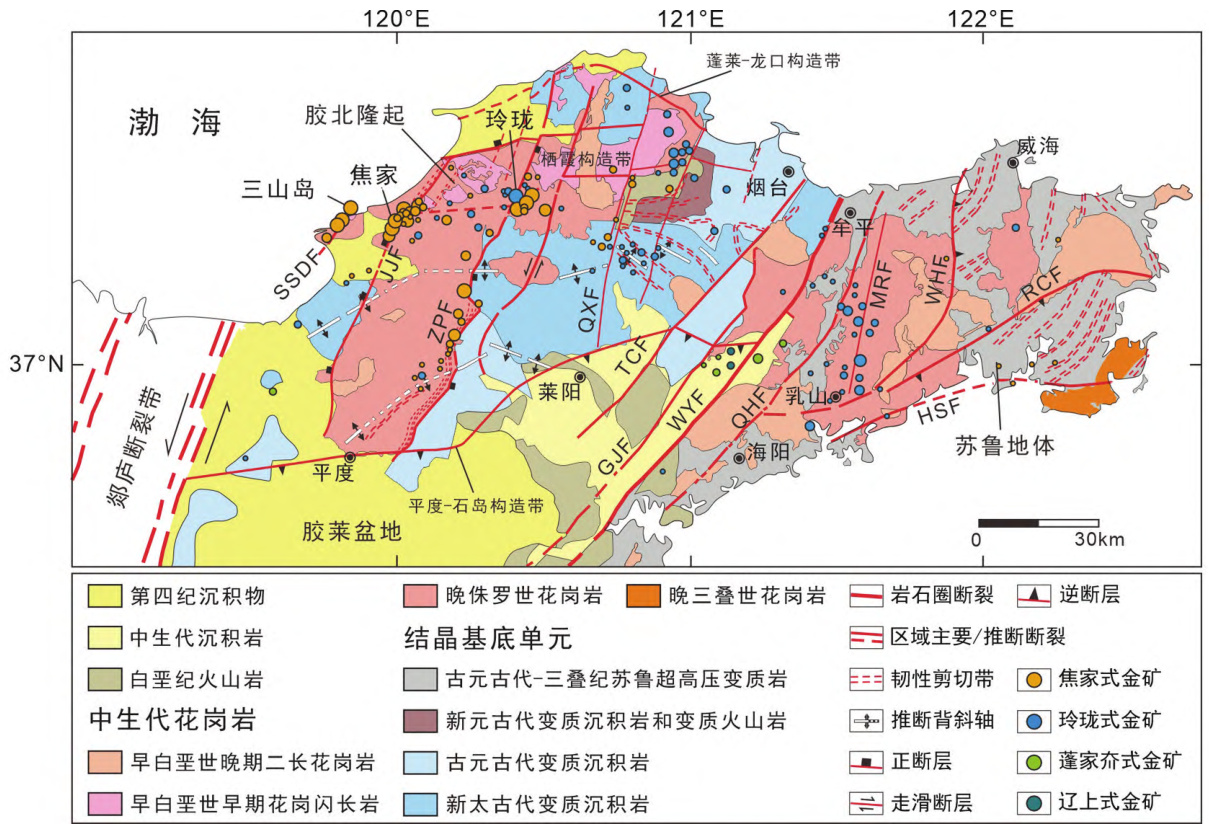 120°E
121°E
122°E
37°N
渤 海
胶北隆起
玲珑
蓬莱-龙口构造带
栖霞构造带
威海
三山岛
焦家
烟台
牟平
SSDF
JJF
ZPF
QXF
TCF
GJF
WYF
QHF
MRF
WHF
RCF
HSF
莱阳
乳山
海阳
苏鲁地体
郯庐断裂带
平度
平度-石岛构造带
胶莱盆地
0 30km
第四纪沉积物
中生代沉积岩
白垩纪火山岩
中生代花岗岩
早白垩世晚期二长花岗岩
早白垩世早期花岗闪长岩
晚侏罗世花岗岩
晚三叠世花岗岩
结晶基底单元
古元古代-三叠纪苏鲁超高压变质岩
新元古代变质沉积岩和变质火山岩
古元古代变质沉积岩
新太古代变质沉积岩
岩石圈断裂
逆断层
区域主要/推断断裂
韧性剪切带
焦家式金矿
推断背斜轴
玲珑式金矿
正断层
蓬家夼式金矿
走滑断层
辽上式金矿